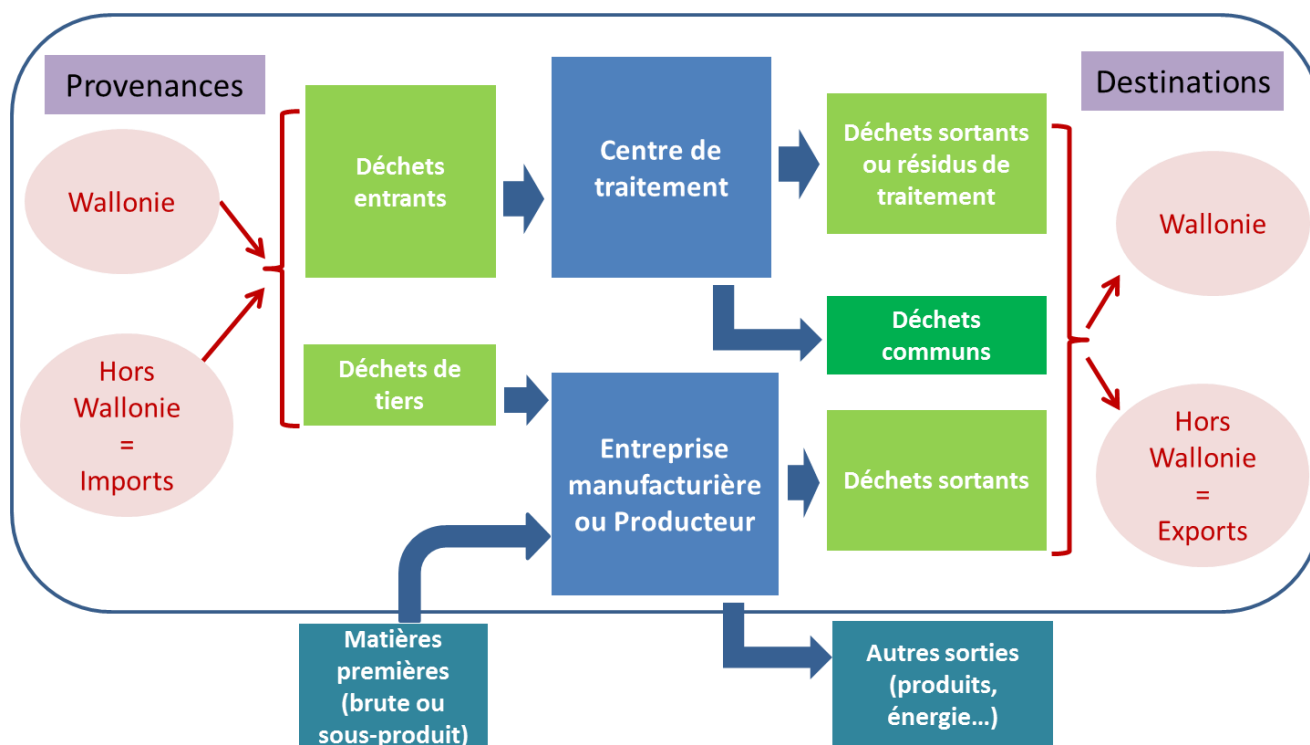 Provenances
Destinations
Wallonie
Hors
Wallonie
=
Imports
Déchets
entrants
Déchets de
tiers
Centre de
traitement
Entreprise
manufacturière
ou Producteur
Déchets sortants
ou résidus de
traitement
Déchets
communs
Déchets sortants
Wallonie
Hors
Wallonie
=
Exports
Matières
premières
(brute ou
sous-produit)
Autres sorties
(produits,
énergie...)